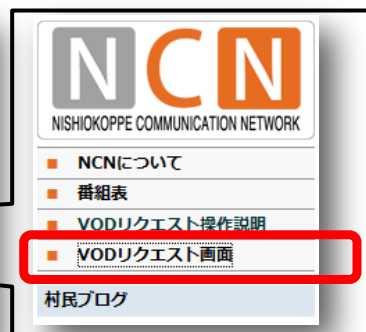 NCN
NISHIOKOPPE COMMUNICATION NETWORK
NCNについて
番組表
VODリクエスト操作説明
VODリクエスト画面
村民ブログ